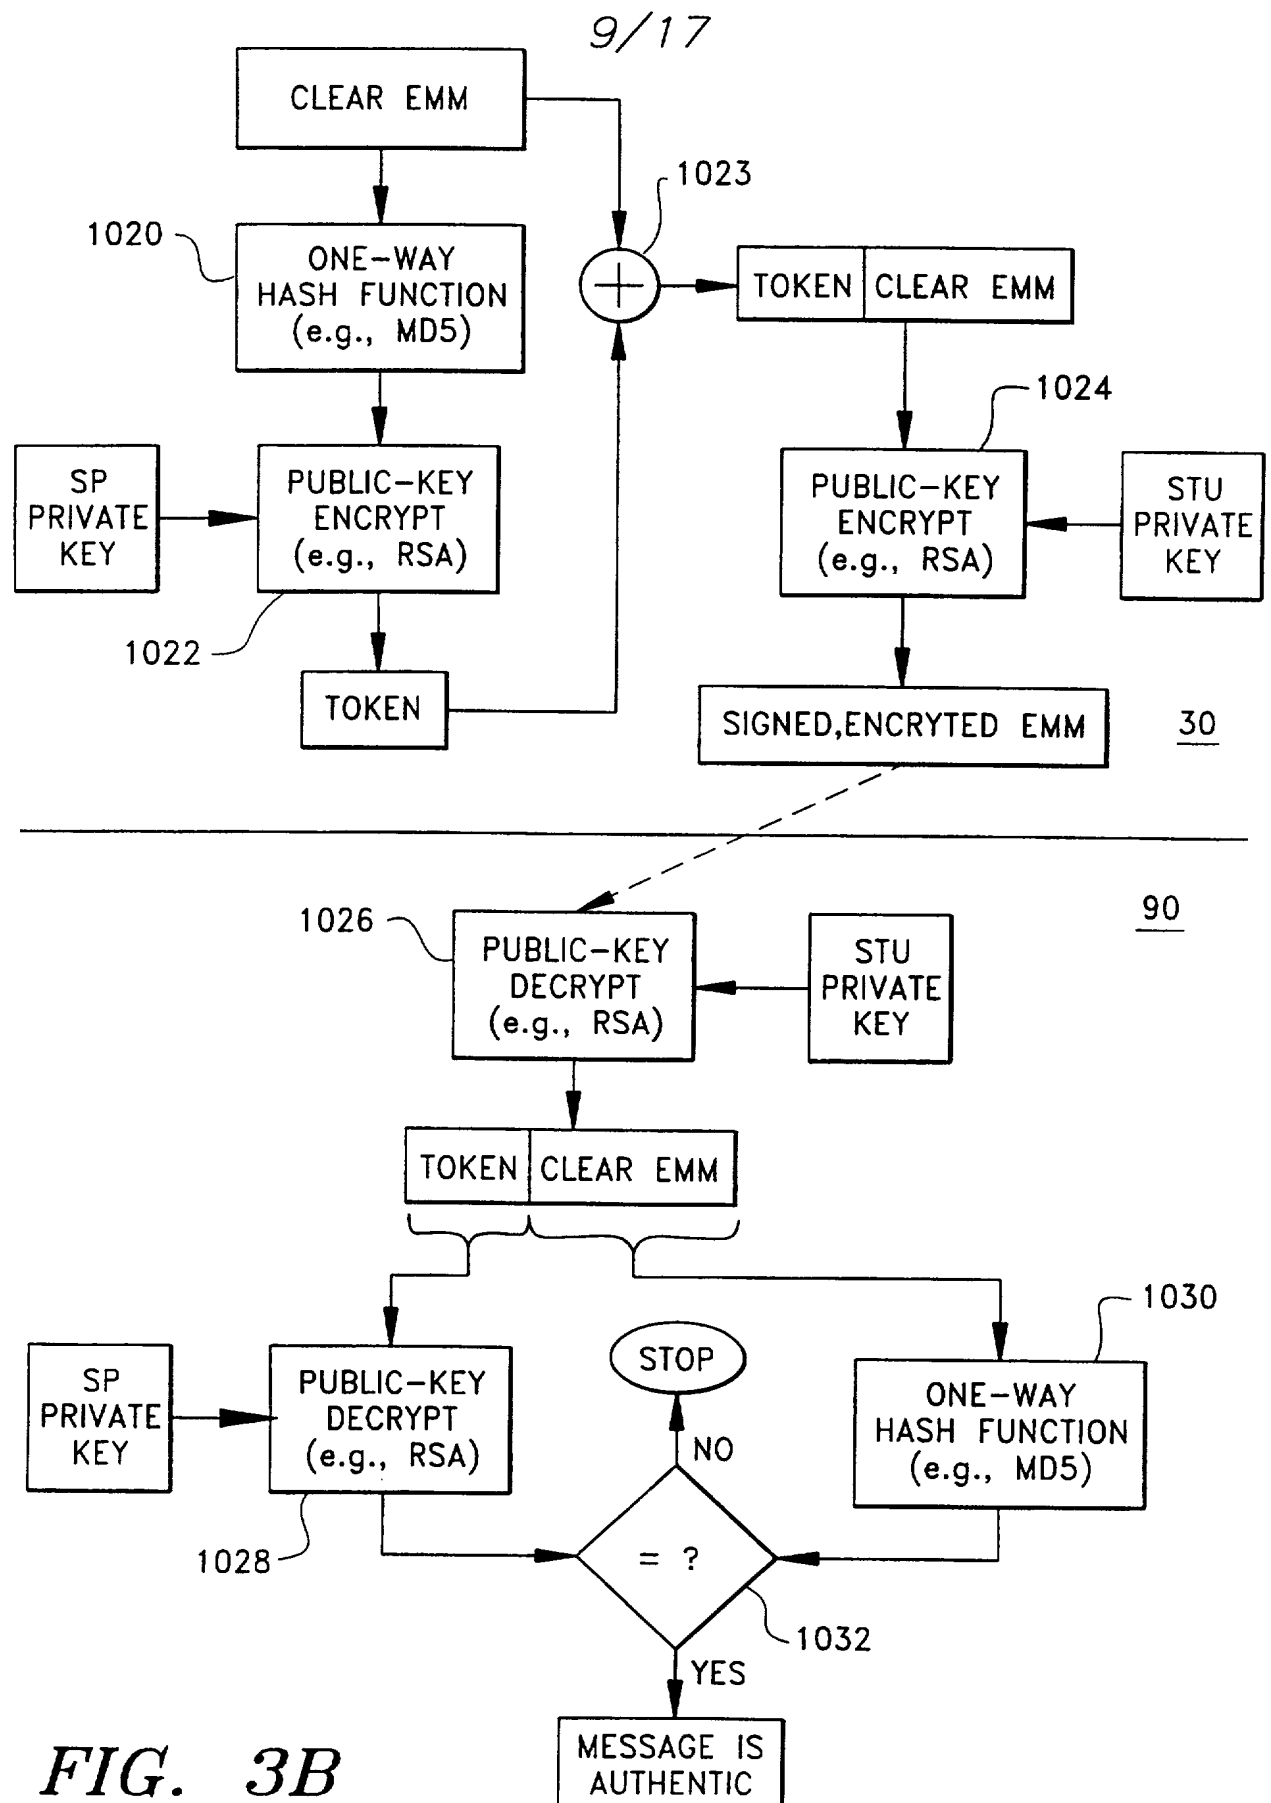 9/17
CLEAR EMM
1023
1020
ONE-WAY
HASH FUNCTION
(e.g., MD5)
TOKEN
CLEAR EMM
1024
SP
PRIVATE
KEY
PUBLIC-KEY
ENCRYPT
(e.g., RSA)
PUBLIC-KEY
ENCRYPT
(e.g., RSA)
STU
PRIVATE
KEY
1022
TOKEN
SIGNED,ENCRYTED EMM
30
90
1026
PUBLIC-KEY
DECRYPT
(e.g., RSA)
STU
PRIVATE
KEY
TOKEN
CLEAR EMM
1030
SP
PRIVATE
KEY
PUBLIC-KEY
DECRYPT
(e.g., RSA)
STOP
NO
ONE-WAY
HASH FUNCTION
(e.g., MD5)
1028
= ?
1032
YES
MESSAGE IS
AUTHENTIC
FIG. 3B